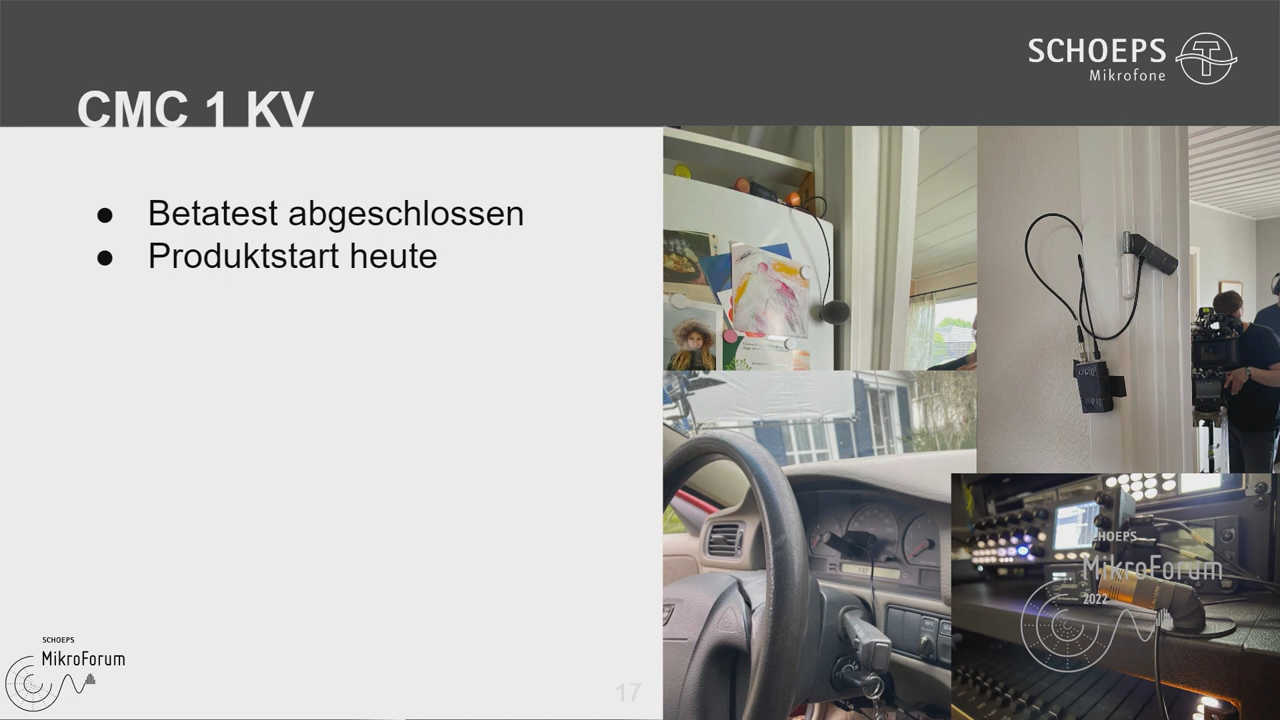 SCHOEPS
Mikrofone
CMC 1 KV
● Betatest abgeschlossen
● Produktstart heute
SCHOEPS
MikroForum
2022
SCHOEPS
MikroForum
17